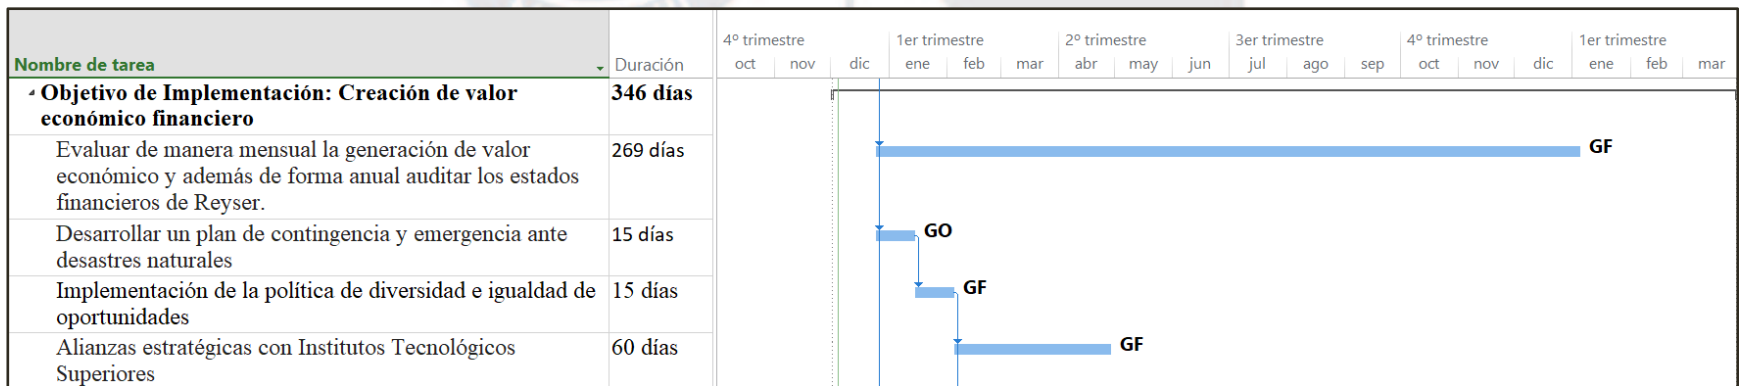 Nombre de tarea
Duración
4º trimestre
1er trimestre
2º trimestre
3er trimestre
4º trimestre
1er trimestre
oct nov dic ene feb mar abr may jun jul ago sep oct nov dic ene feb mar
Objetivo de Implementación: Creación de valor
económico financiero
346 días
Evaluar de manera mensual la generación de valor
económico y además de forma anual auditar los estados
financieros de Reyser.
269 días
GF
Desarrollar un plan de contingencia y emergencia ante
desastres naturales
15 días
GO
Implementación de la política de diversidad e igualdad de
oportunidades
15 días
GF
Alianzas estratégicas con Institutos Tecnológicos
Superiores
60 días
GF